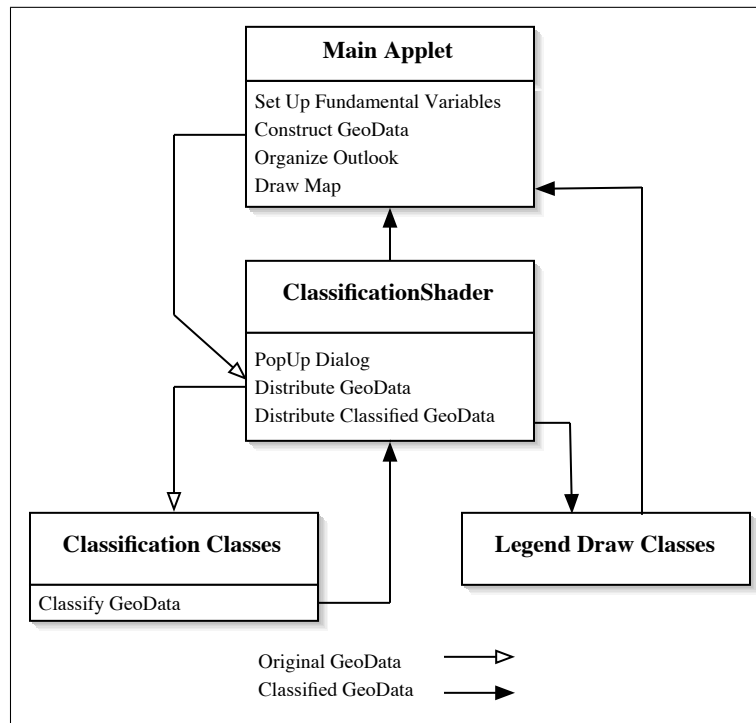 Main Applet
Set Up Fundamental Variables
Construct GeoData
Organize Outlook
Draw Map
ClassificationShader
PopUp Dialog
Distribute GeoData
Distribute Classified GeoData
Classification Classes
Classify GeoData
Legend Draw Classes
Original GeoData
Classified GeoData